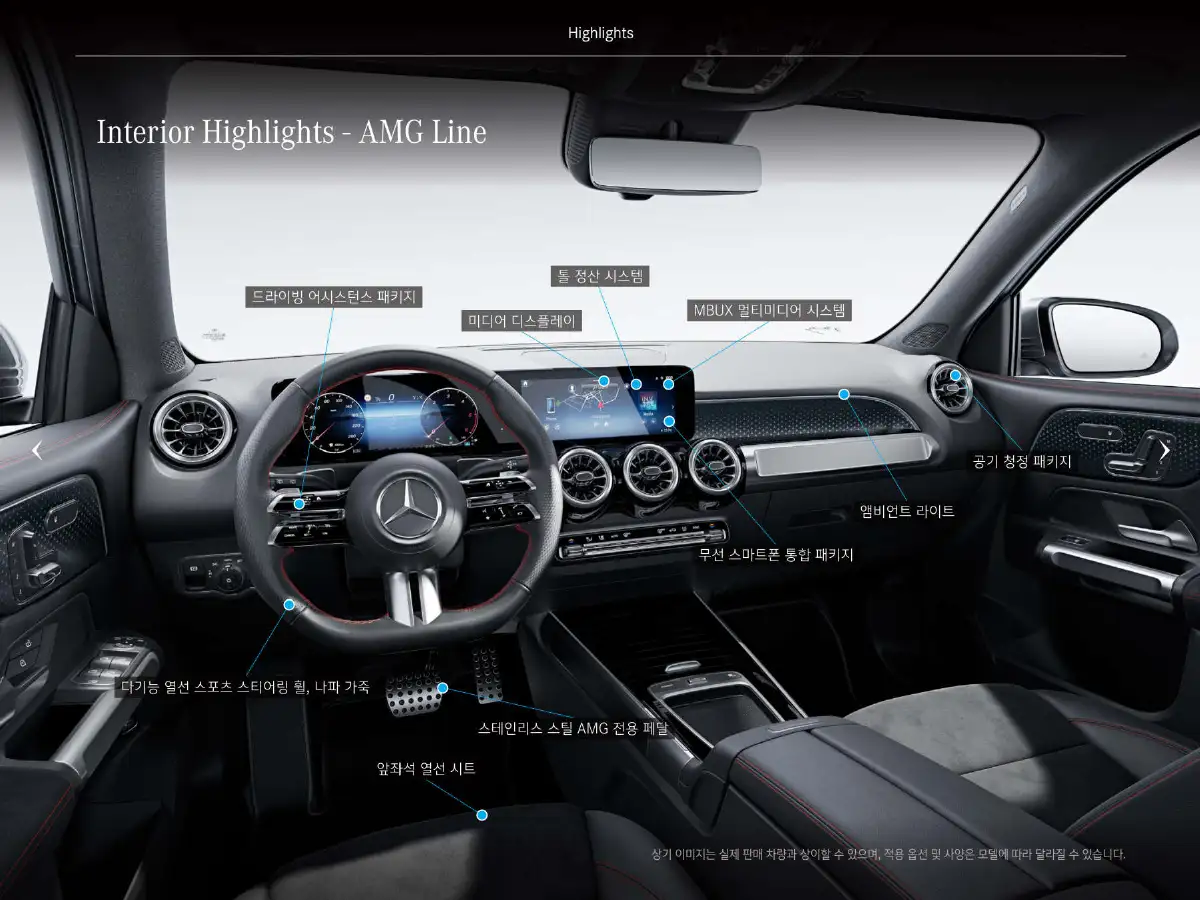 Highlights
Interior Highlights - AMG Line
톨 정산 시스템
드라이빙 어시스턴스 패키지
미디어 디스플레이
MBUX 멀티미디어 시스템
공기 청정 패키지
앰비언트 라이트
무선 스마트폰 통합 패키지
다기능 열선 스포츠 스티어링 휠, 나파 가죽
스테인리스 스틸 AMG 전용 페달
앞좌석 열선 시트
상기 이미지는 실제 판매 차량과 상이할 수 있으며, 적용 옵션 및 사양은 모델에 따라 달라질 수 있습니다.